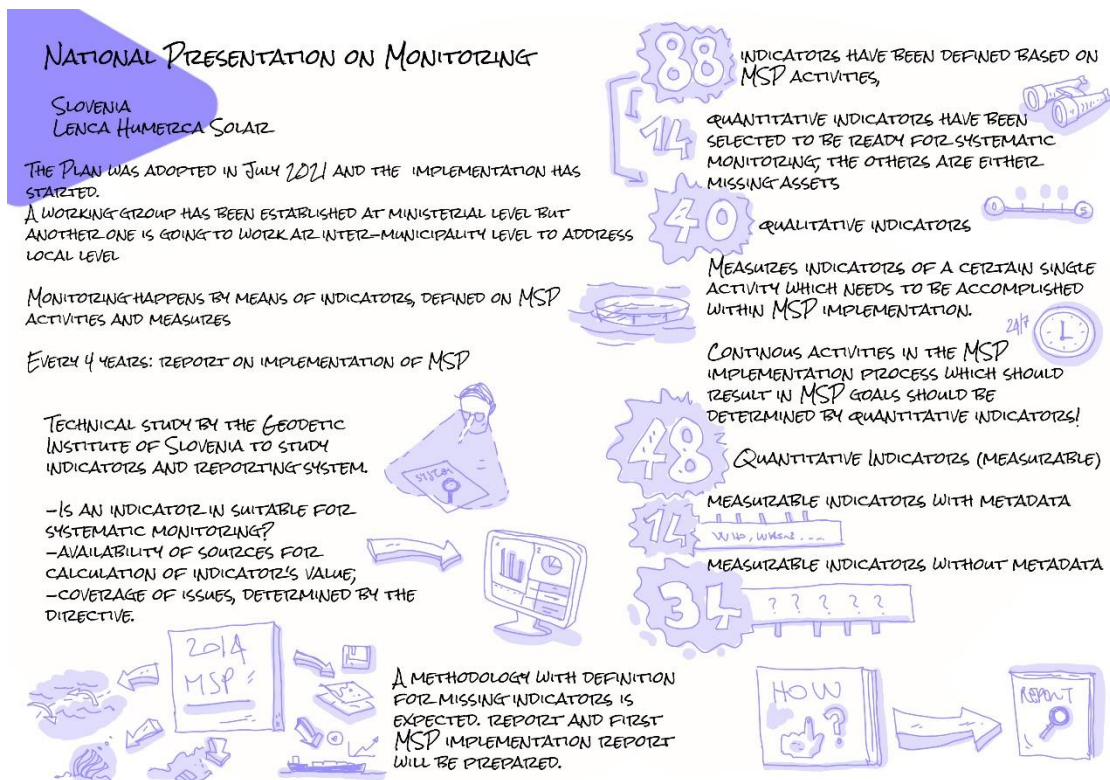 National Presentation on Monitoring
Slovenia
Lenca Humerca Solar
The Plan was adopted in July 2021 and the implementation has
started.
A working group has been established at ministerial level but
another one is going to work ar inter-municipality level to address
local level
Monitoring happens by means of indicators, defined on MSP
activities and measures
Every 4 years: report on implementation of MSP
Technical study by the Geodetic
Institute of Slovenia to study
indicators and reporting system.
-Is an indicator in suitable for
systematic monitoring?
-availability of sources for
calculation of indicator's value,
-coverage of issues, determined by the
directive.
SYSTEM
1
2
2014
MSP
A methodology with definition
for missing indicators is
expected. Report and first
MSP implementation report
will be prepared.
88
indicators have been defined based on
MSP activities,
14
quantitative indicators have been
selected to be ready for systematic
monitoring, the others are either
missing assets
40
qualitative indicators
0
5
Measures indicators of a certain single
activity which needs to be accomplished
within MSP implementation.
24/7
Continous activities in the MSP
implementation process which should
result in MSP goals should be
determined by quantitative indicators!
48
Quantitative Indicators (measurable)
measurable indicators with metadata
14
WHO, WHERE ...
measurable indicators without metadata
34
? ? ? ? ?
HOW
?
REPORT